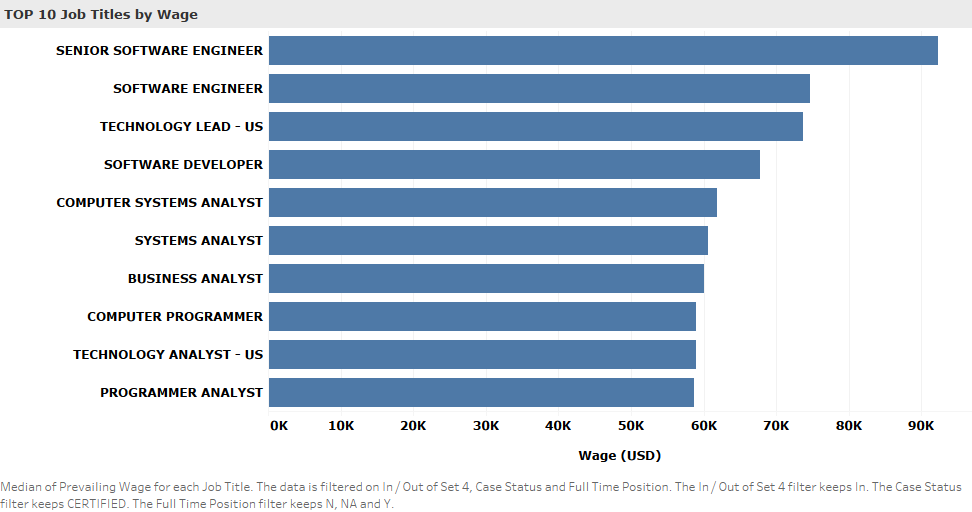 TOP 10 Job Titles by Wage
SENIOR SOFTWARE ENGINEER
SOFTWARE ENGINEER
TECHNOLOGY LEAD - US
SOFTWARE DEVELOPER
COMPUTER SYSTEMS ANALYST
SYSTEMS ANALYST
BUSINESS ANALYST
COMPUTER PROGRAMMER
TECHNOLOGY ANALYST - US
PROGRAMMER ANALYST
0K 10K 20K 30K 40K 50K 60K 70K 80K 90K
Wage (USD)
Median of Prevailing Wage for each Job Title. The data is filtered on In / Out of Set 4, Case Status and Full Time Position. The In / Out of Set 4 filter keeps In. The Case Status
filter keeps CERTIFIED. The Full Time Position filter keeps N, NA and Y.